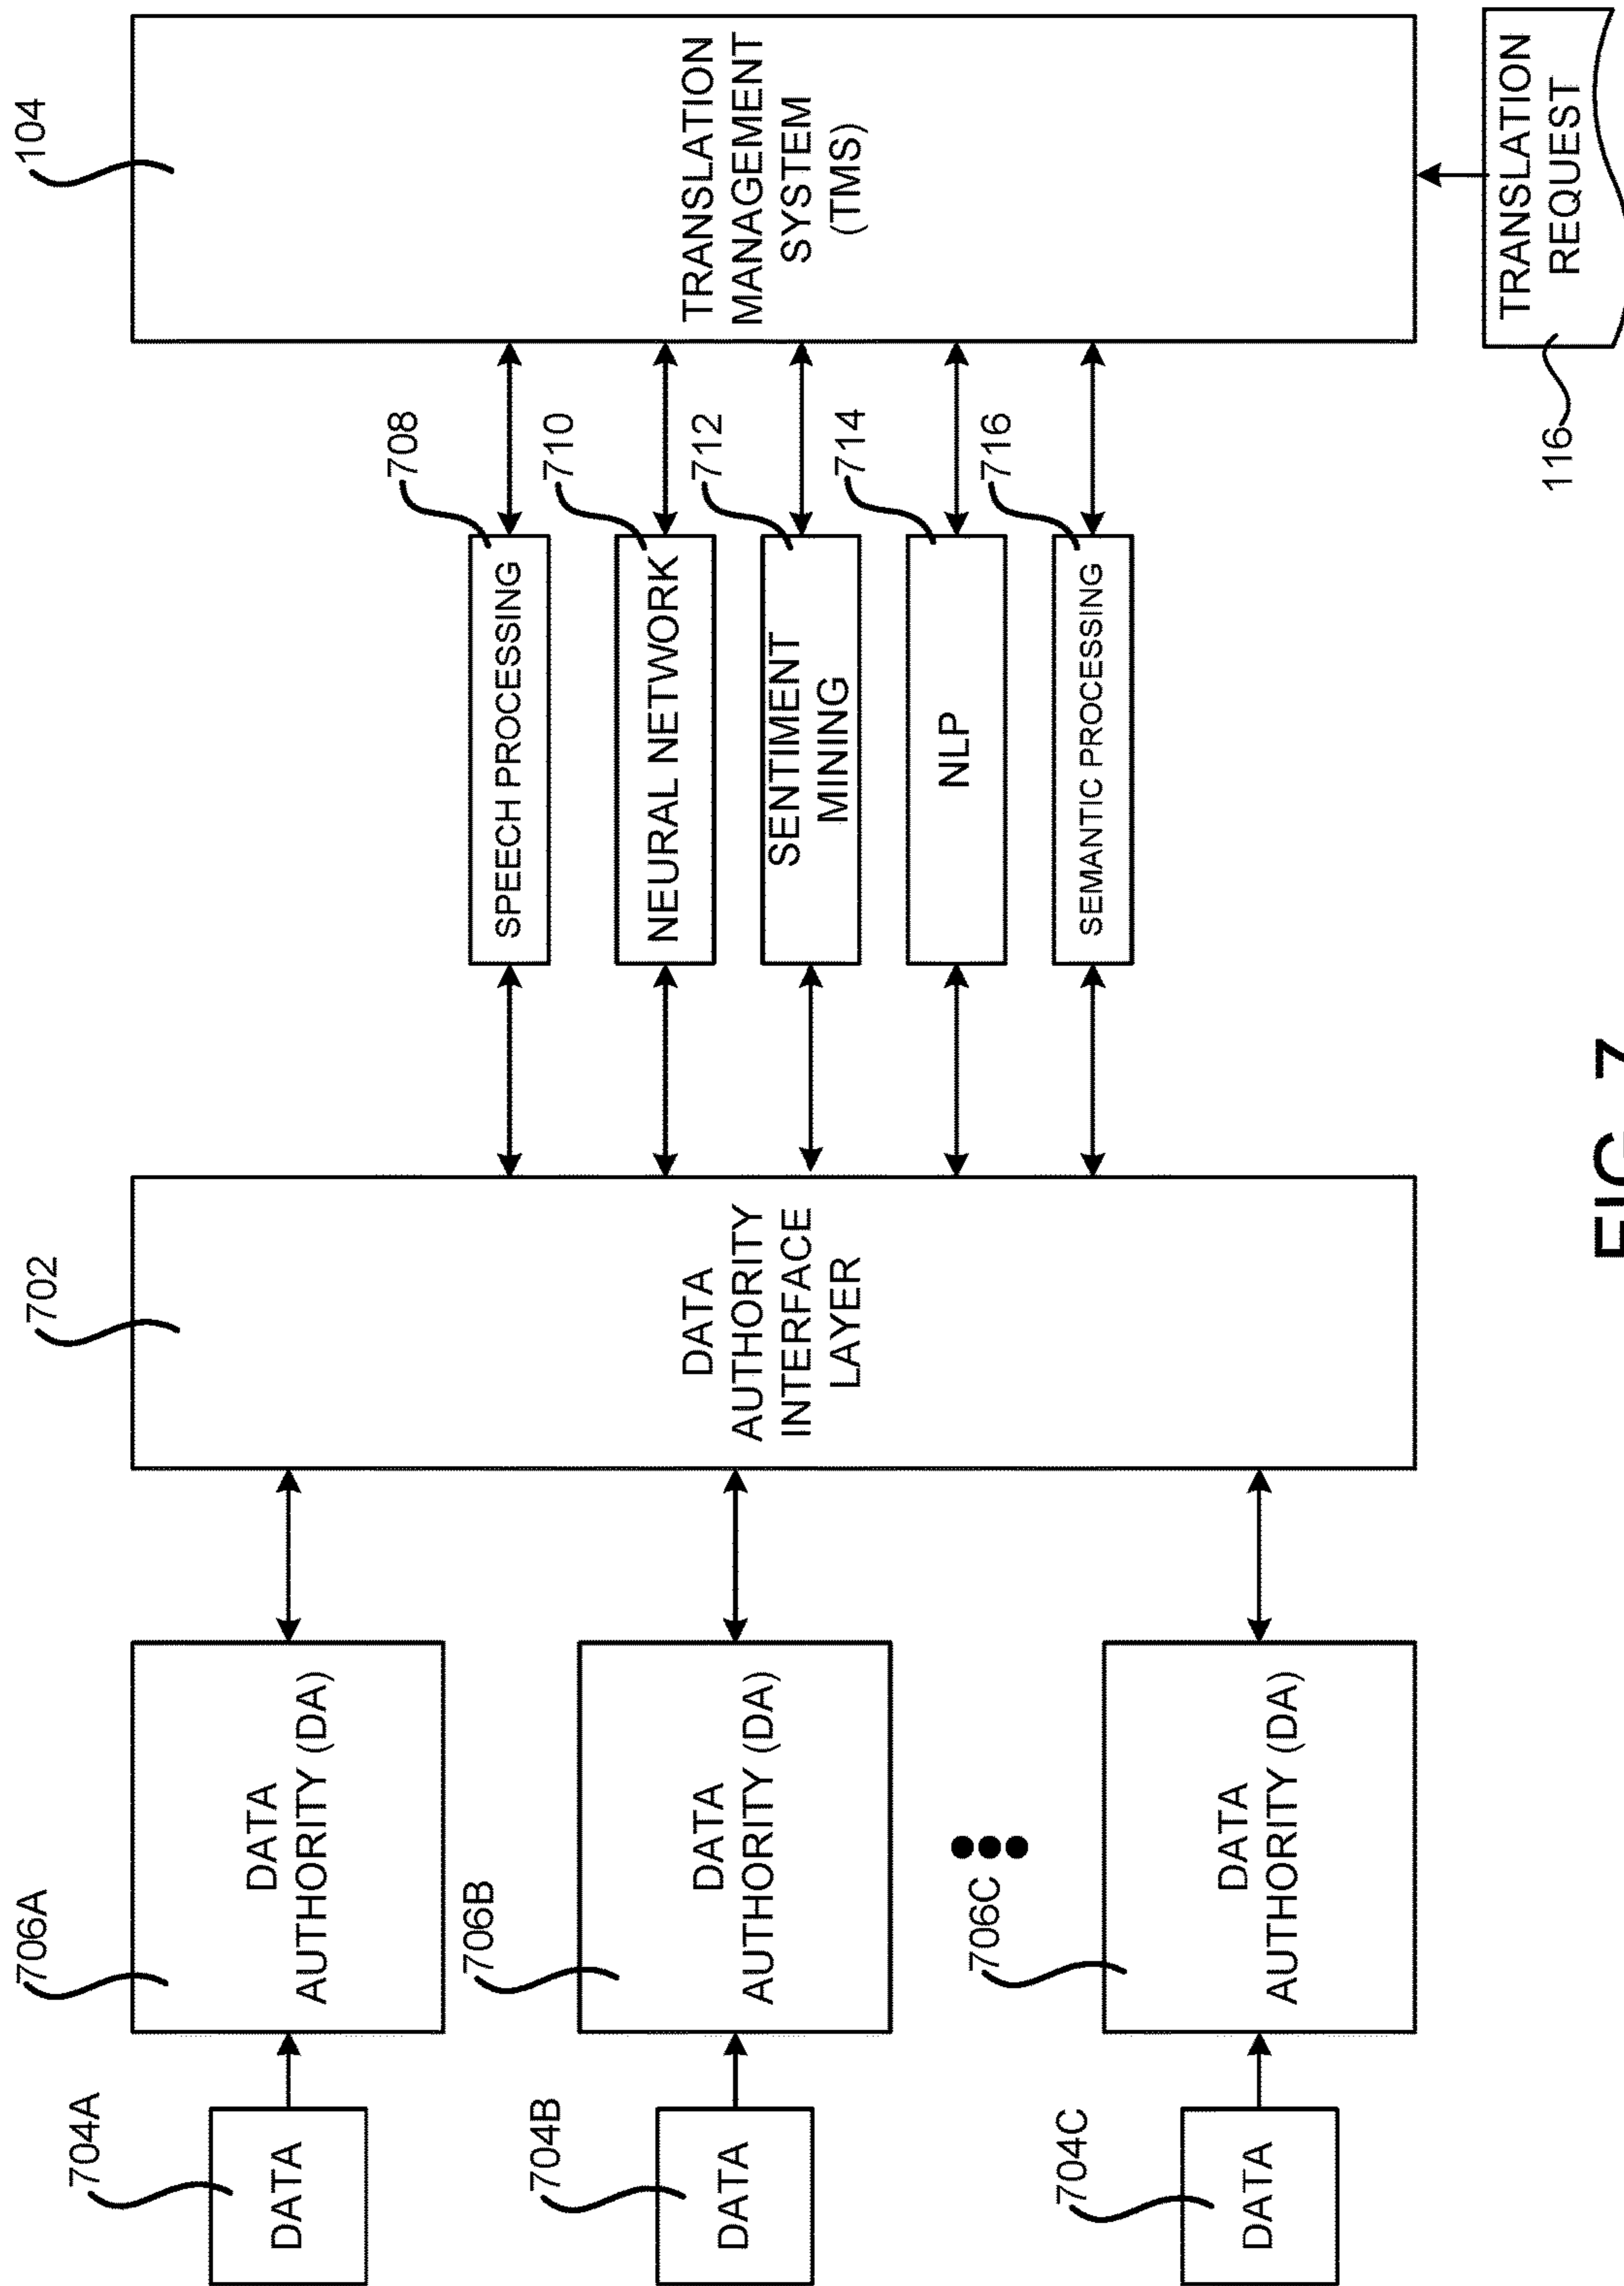 704A
DATA
706A
DATA
AUTHORITY (DA)
704B
DATA
706B
DATA
AUTHORITY (DA)
704C
DATA
706C
DATA
AUTHORITY (DA)
702
DATA
AUTHORITY
INTERFACE
LAYER
708
SPEECH PROCESSING
710
NEURAL NETWORK
712
SENTIMENT
MINING
714
NLP
716
SEMANTIC PROCESSING
104
TRANSLATION
MANAGEMENT
SYSTEM
(TMS)
116
TRANSLATION
REQUEST
FIG. 7